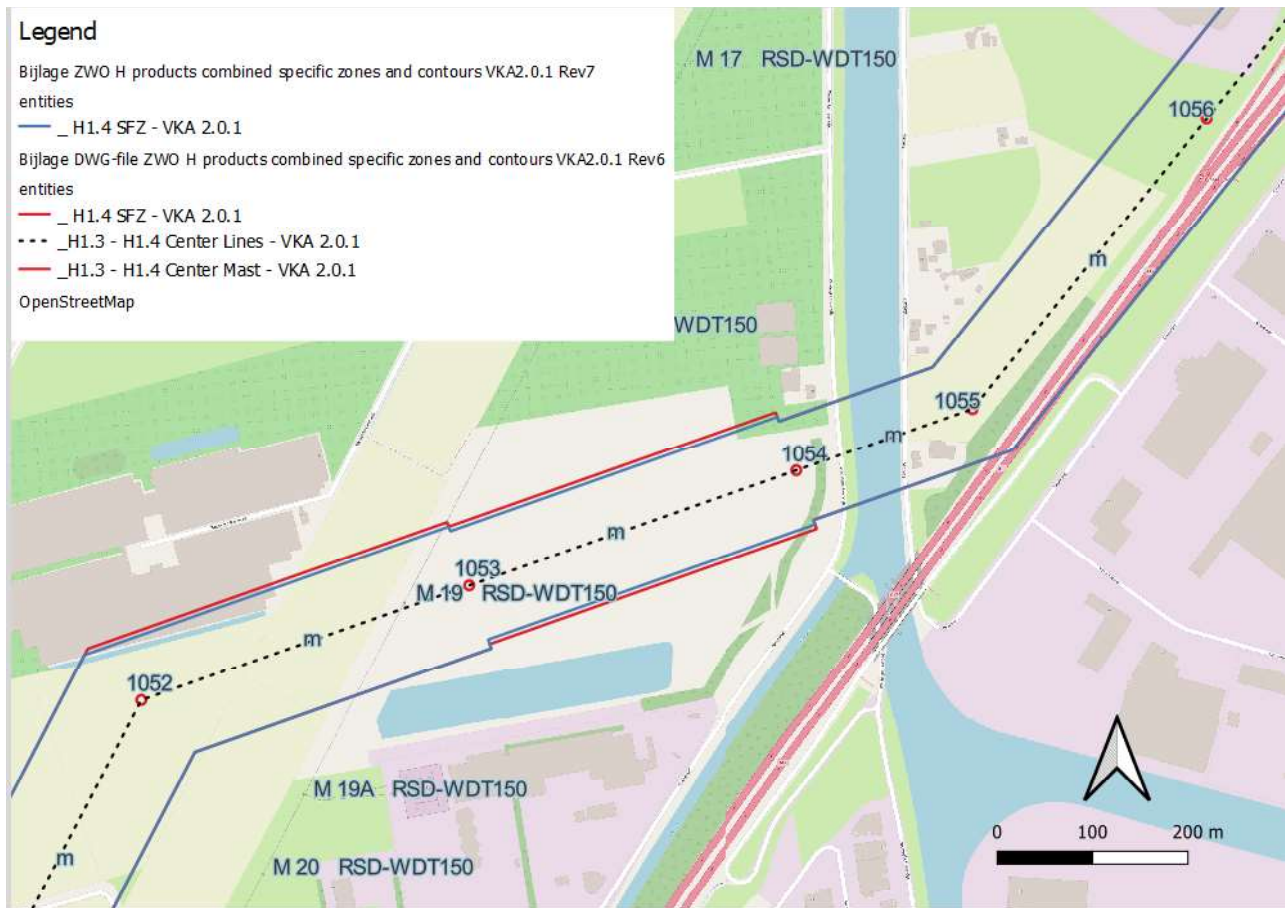 Legend
Bijlage ZWO H products combined specific zones and contours VKA2.0.1 Rev7
entities
_ H1.4 SFZ - VKA 2.0.1
Bijlage DWG-file ZWO H products combined specific zones and contours VKA2.0.1 Rev6
entities
_ H1.4 SFZ - VKA 2.0.1
_H1.3 - H1.4 Center Lines - VKA 2.0.1
_H1.3 - H1.4 Center Mast - VKA 2.0.1
OpenStreetMap
M 17 RSD-WDT150
1056
m
WDT150
1055
m
1054
m
1053
M 19 RSD-WDT150
m
1052
M 19A RSD-WDT150
m
M 20 RSD-WDT150
0 100 200 m